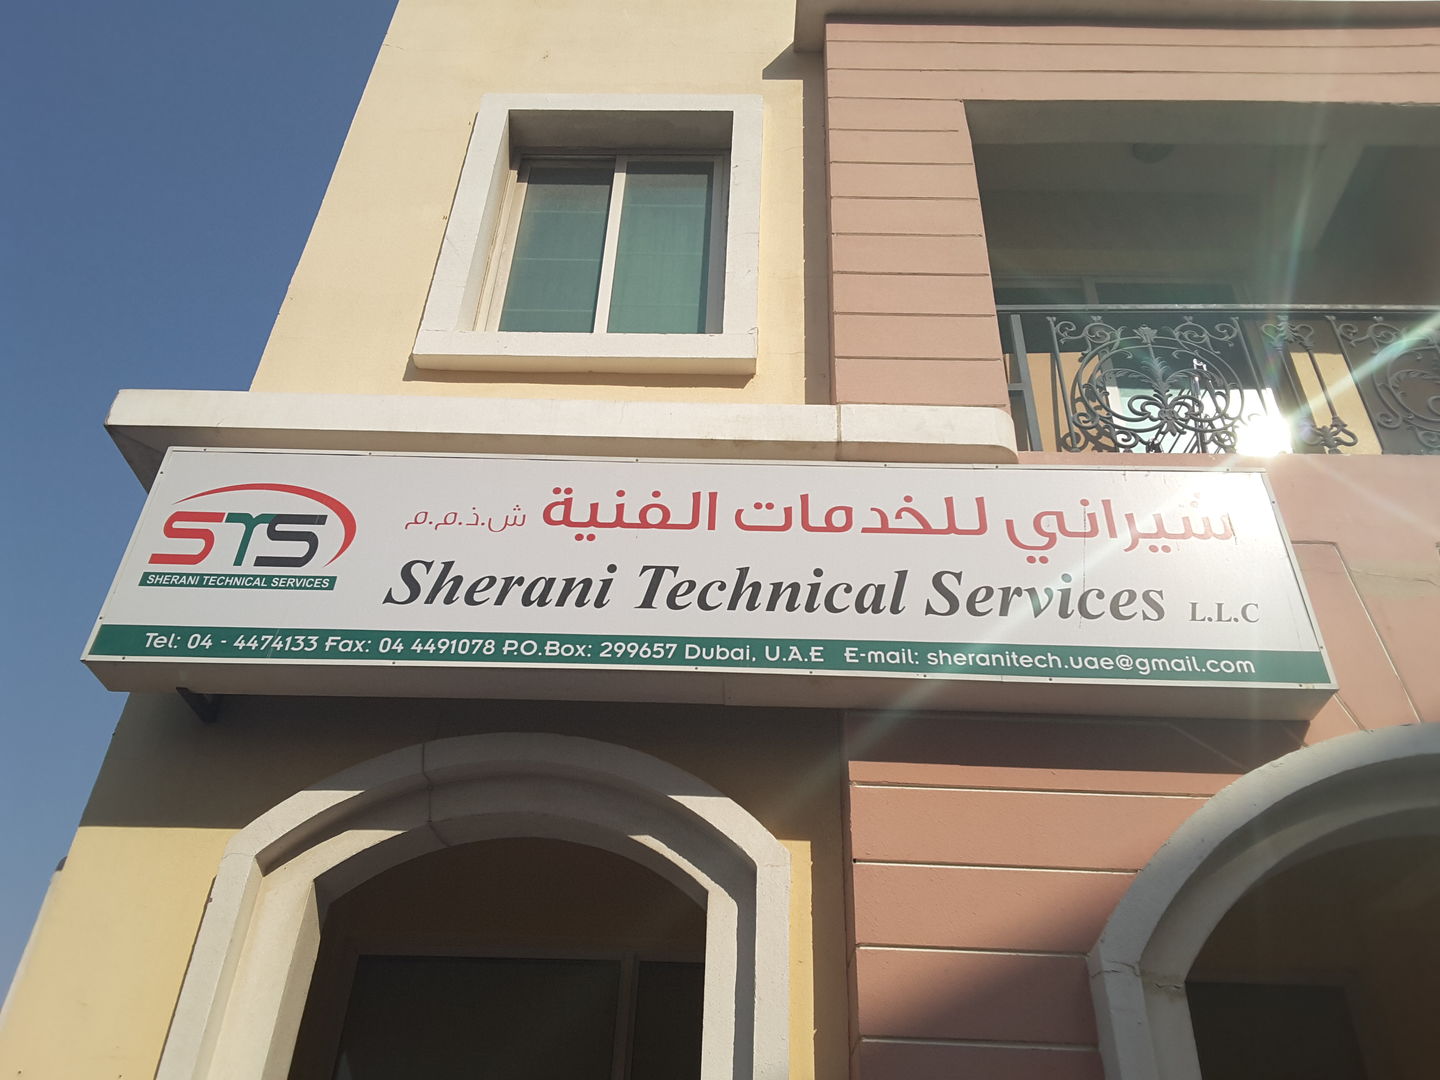 STS
SHERANI TECHNICAL SERVICES
شيراني للخدمات الفنية ش.ذ.م.م
Sherani Technical Services L.L.C
Tel: 04 - 4474133 Fax: 04 4491078 P.O.Box: 299657 Dubai, U.A.E E-mail: sheranitech.uae@gmail.com